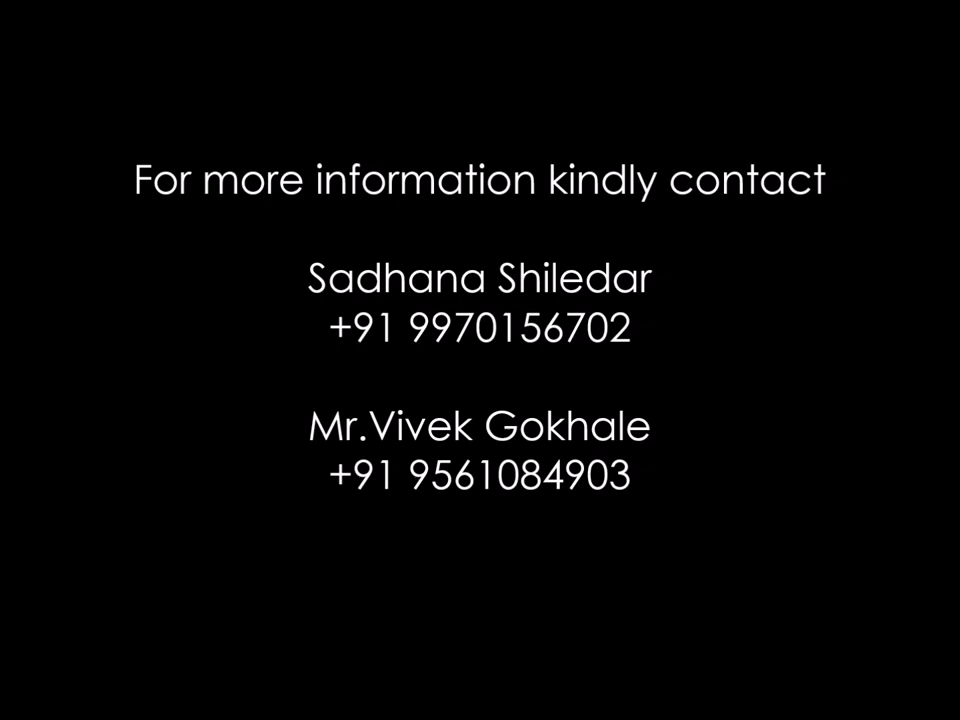 For more information kindly contact
Sadhana Shiledar
+91 9970156702
Mr.Vivek Gokhale
+91 9561084903